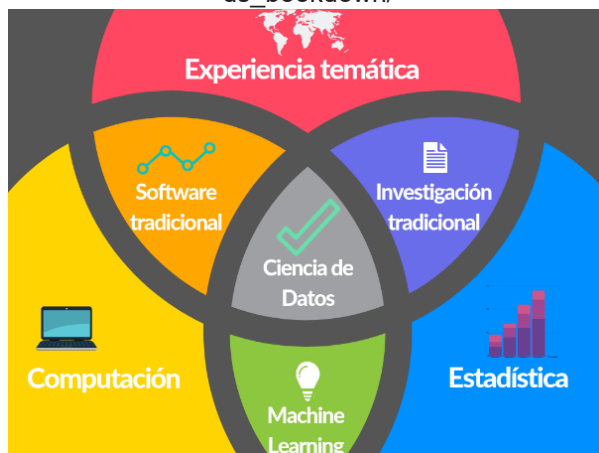 Experiencia temática
Software
tradicional
Investigación
tradicional
Ciencia de
Datos
Computación
Estadística
Machine
Learning